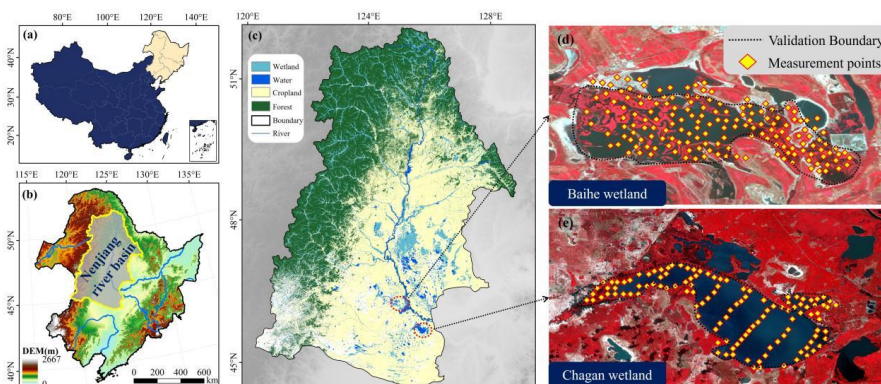 (a)
80°E 100°E 120°E 140°E
40°N
30°N
20°N
(b)
115°E 120°E 125°E 130°E 135°E
50°N
45°N
40°N
Nenjiang
river basin
DEM(m)
2667
0
0 200 400 600
km
(c)
120°E 124°E 128°E
51°N
48°N
45°N
Wetland
Water
Cropland
Forest
Boundary
River
(d)
Validation Boundary
Measurement points
Baihe wetland
(e)
Chagan wetland